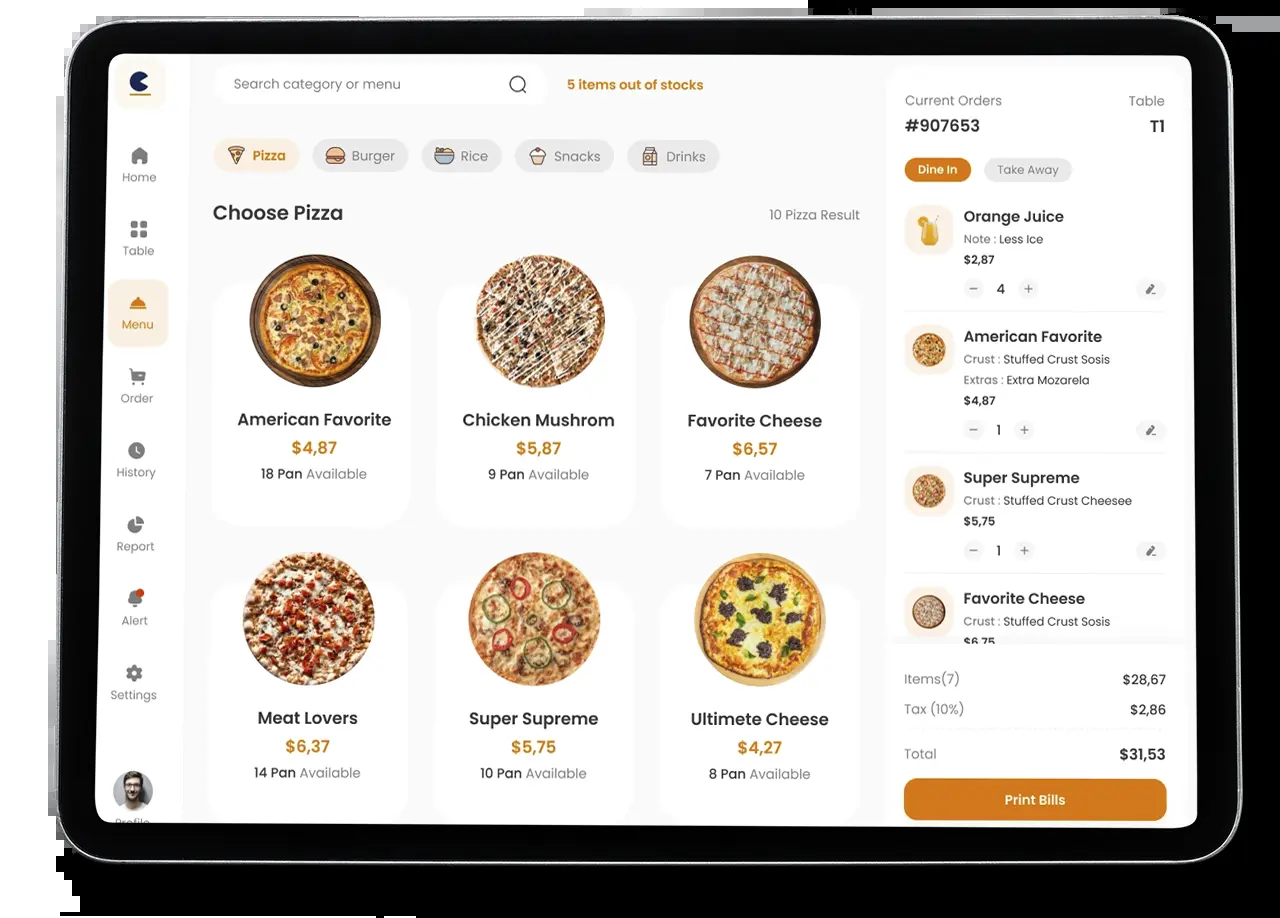 Search category or menu
5 items out of stocks
Home
Table
Menu
Order
History
Report
Alert
Settings
Profile
Pizza
Burger
Rice
Snacks
Drinks
Choose Pizza
10 Pizza Result
American Favorite
$4,87
18 Pan Available
Chicken Mushrom
$5,87
9 Pan Available
Favorite Cheese
$6,57
7 Pan Available
Meat Lovers
$6,37
14 Pan Available
Super Supreme
$5,75
10 Pan Available
Ultimete Cheese
$4,27
8 Pan Available
Current Orders
Table
#907653
T1
Dine In
Take Away
Orange Juice
Note : Less Ice
$2,87
− 4 +
American Favorite
Crust : Stuffed Crust Sosis
Extras : Extra Mozarela
$4,87
− 1 +
Super Supreme
Crust : Stuffed Crust Cheesee
$5,75
− 1 +
Favorite Cheese
Crust : Stuffed Crust Sosis
$6,75
Items(7) $28,67
Tax (10%) $2,86
Total $31,53
Print Bills